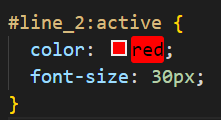 #line_2:active {
color: red;
font-size: 30px;
}